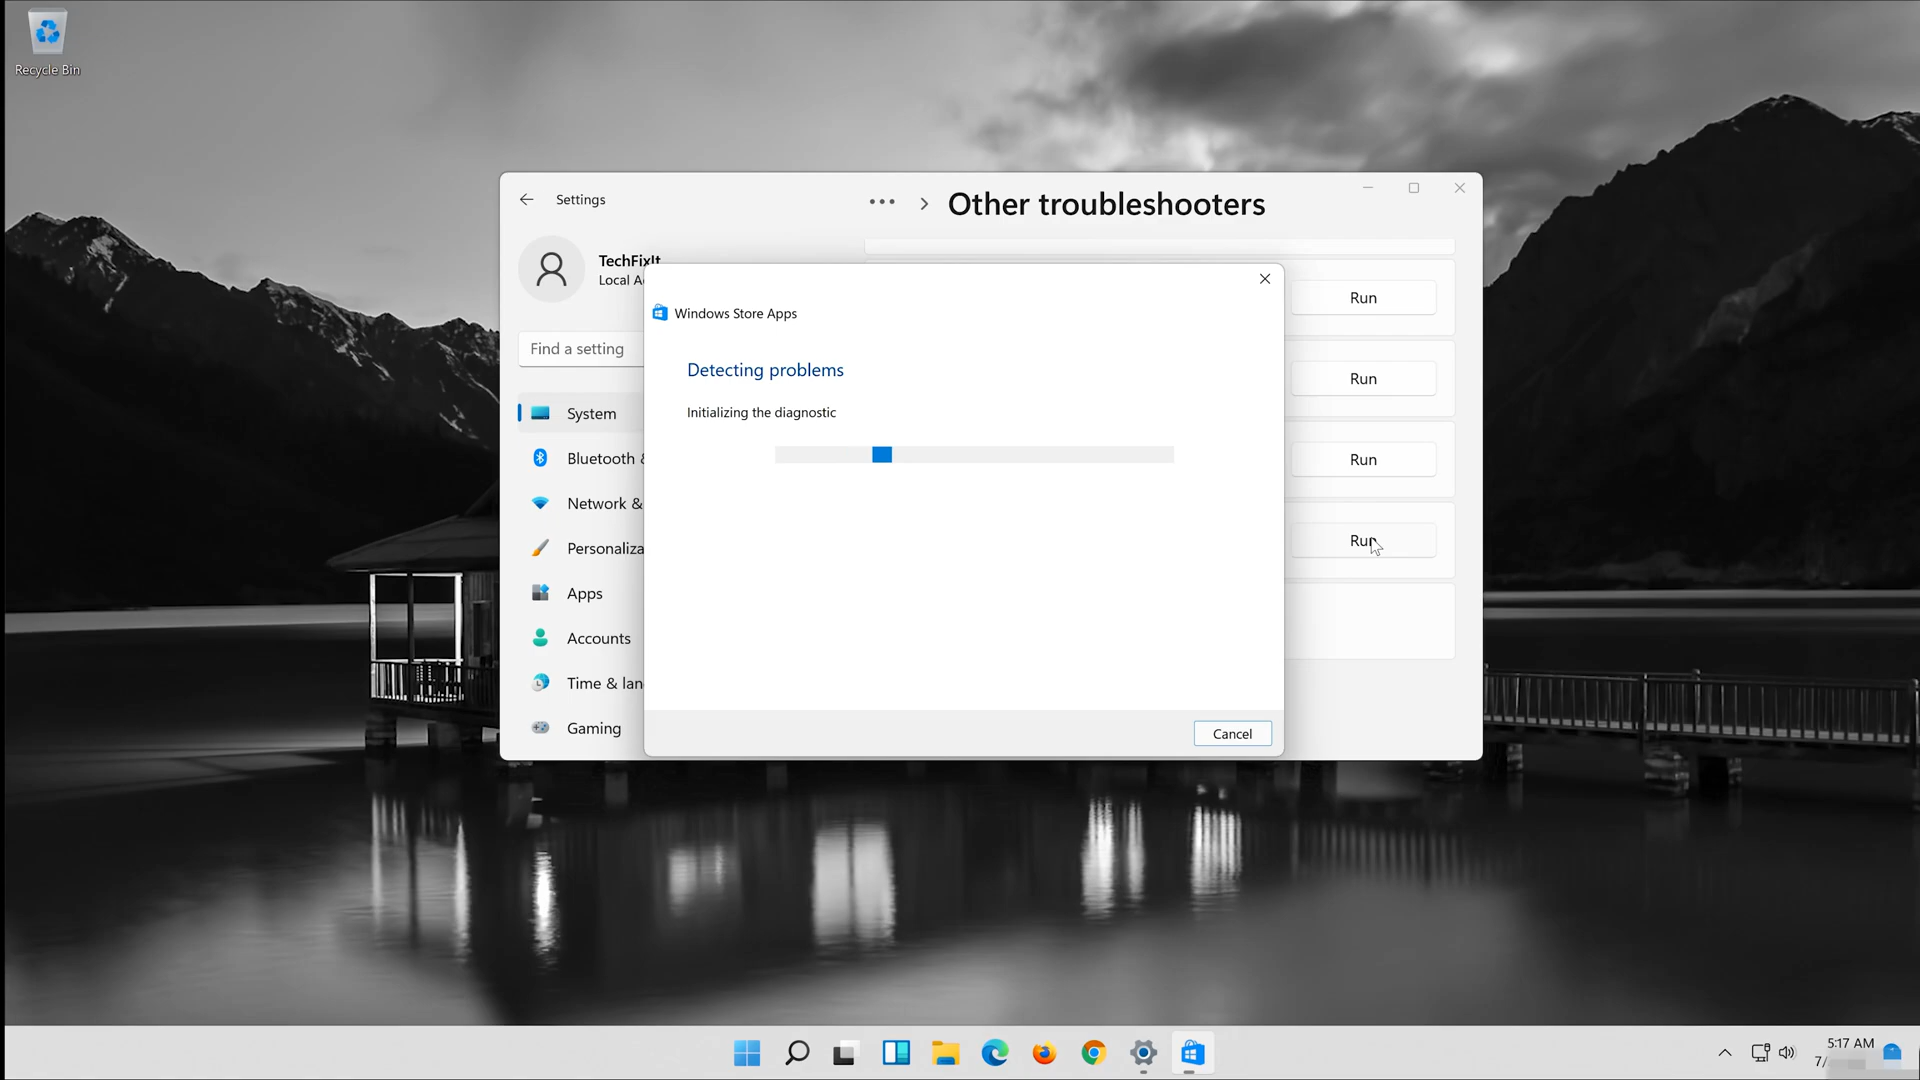 Recycle Bin
Settings
Other troubleshooters
TechFixIt
Local A
Find a setting
System
Bluetooth &
Network &
Personaliza
Apps
Accounts
Time & lan
Gaming
Windows Store Apps
Detecting problems
Initializing the diagnostic
Cancel
Run
Run
Run
Run
5:17 AM
7/